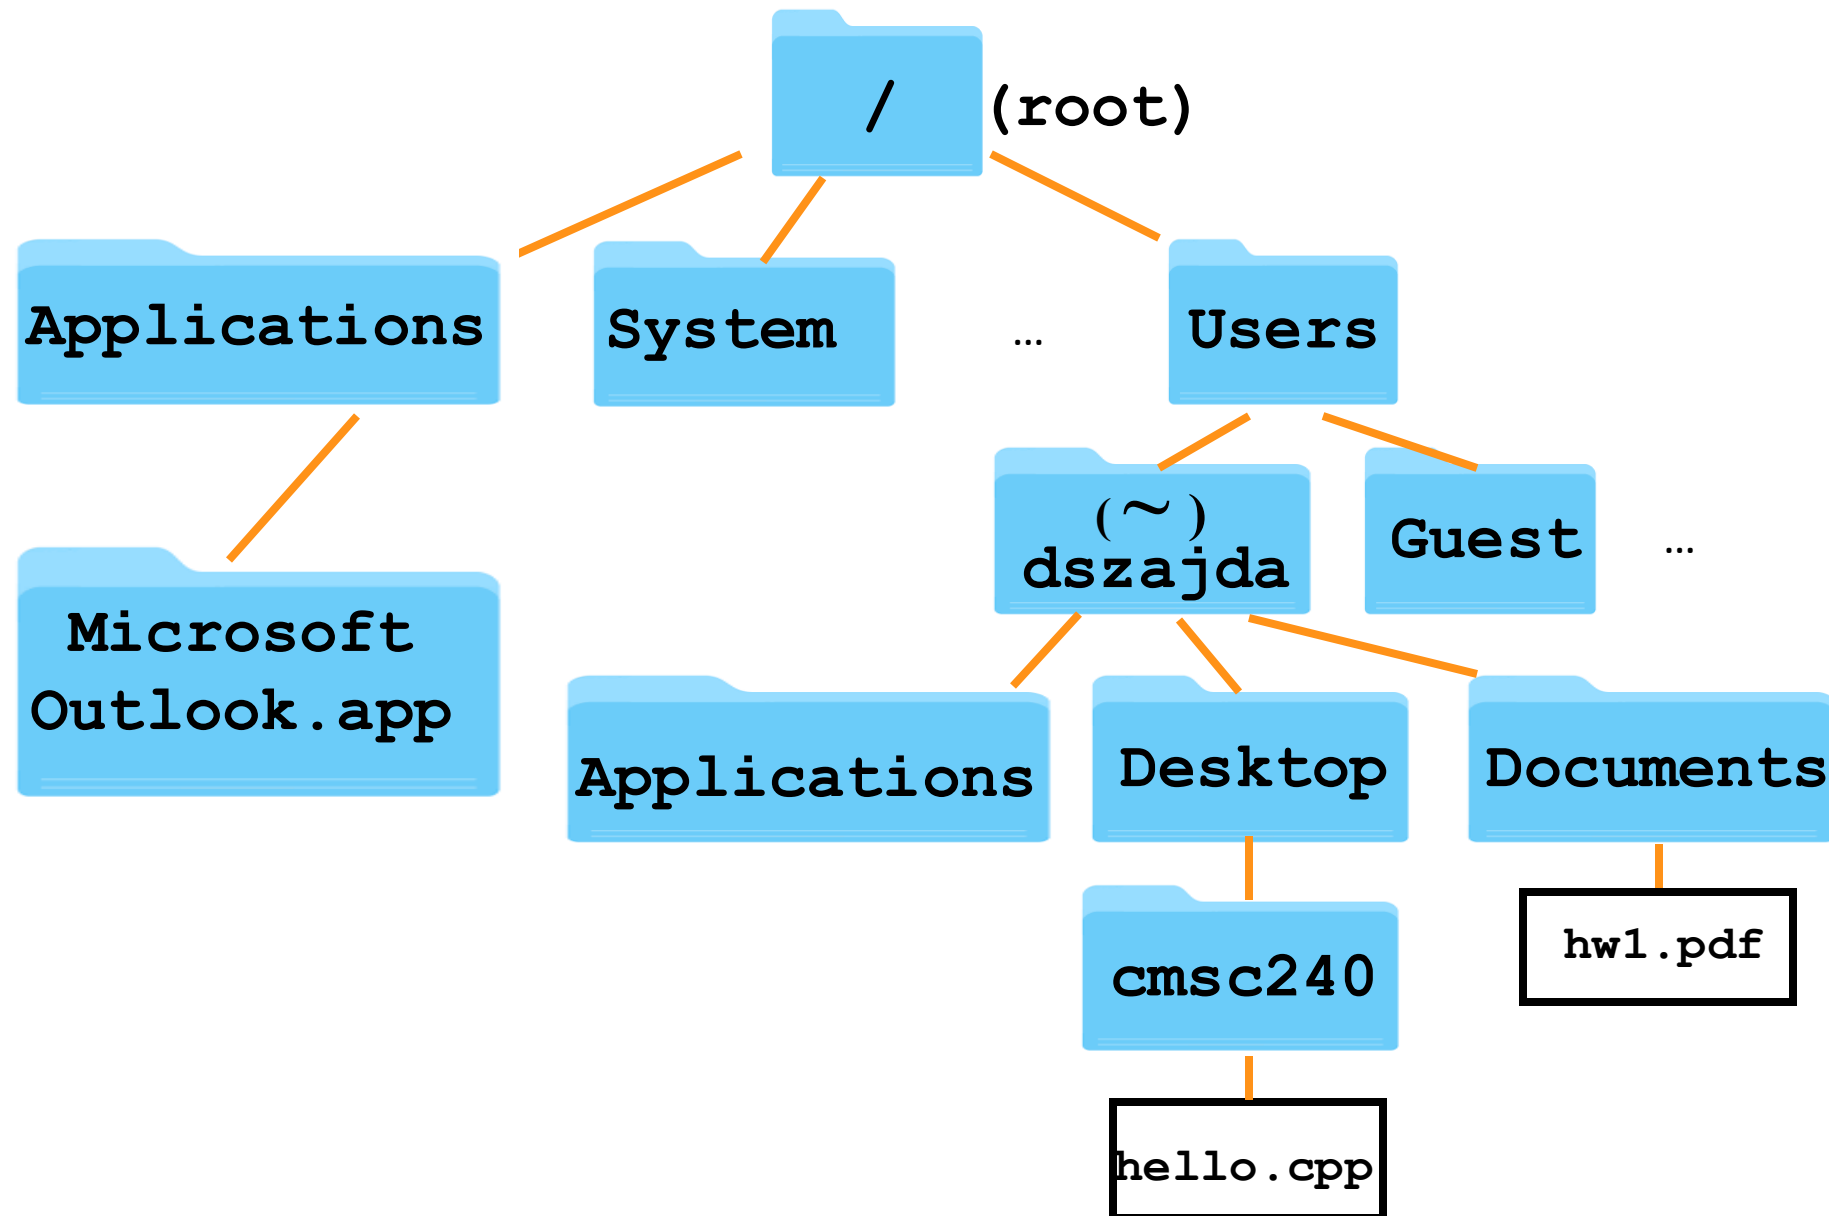 / (root)
Applications
System
…
Users
(~)
dszajda
Guest
…
Microsoft
Outlook.app
Applications
Desktop
Documents
cmsc240
hw1.pdf
hello.cpp